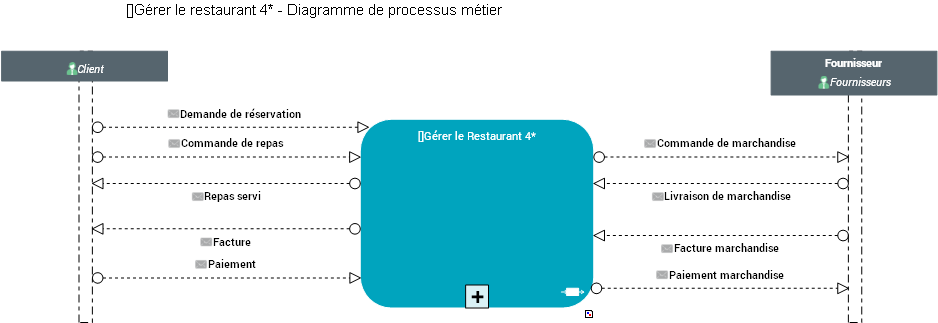 []Gérer le restaurant 4* - Diagramme de processus métier
Client
Fournisseur
Fournisseurs
Demande de réservation
Commande de repas
Repas servi
Facture
Paiement
[]Gérer le Restaurant 4*
Commande de marchandise
Livraison de marchandise
Facture marchandise
Paiement marchandise